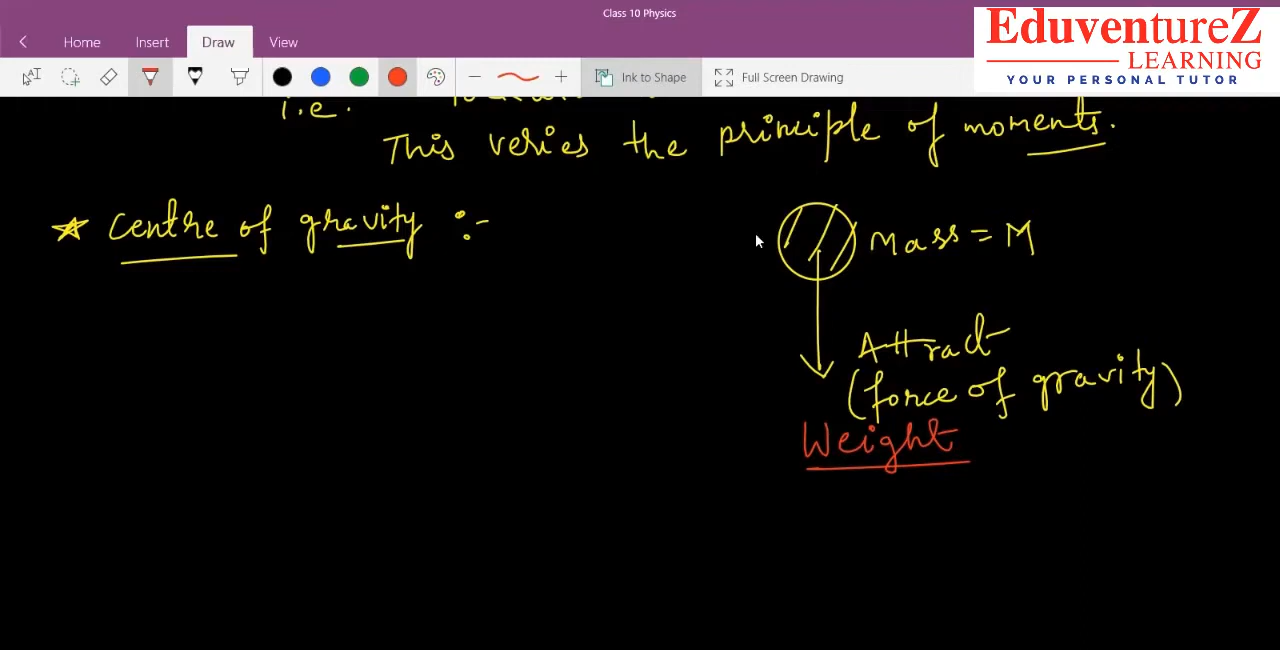 Class 10 Physics
Home Insert Draw View
Ink to Shape Full Screen Drawing
EduventureZ
LEARNING
YOUR PERSONAL TUTOR
i.e.
This veries the principle of moments.
Centre of gravity :-
Mass = M
Attract
(force of gravity)
Weight